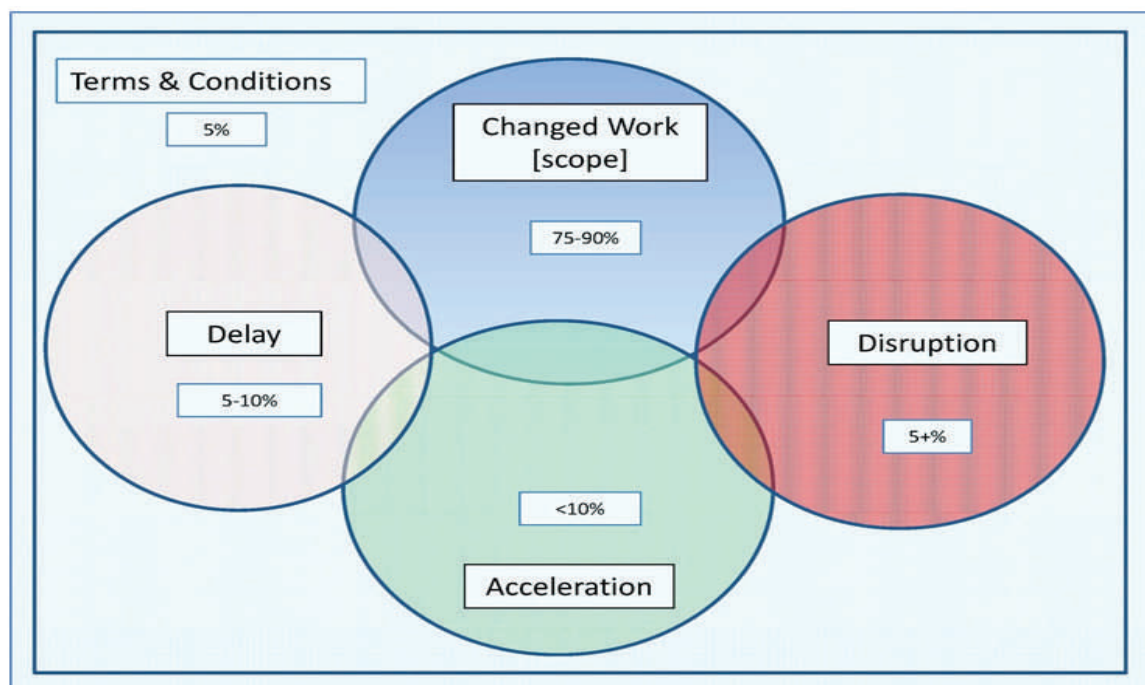 Terms & Conditions
5%
Changed Work
[scope]
75-90%
Delay
5-10%
Disruption
5+%
<10%
Acceleration